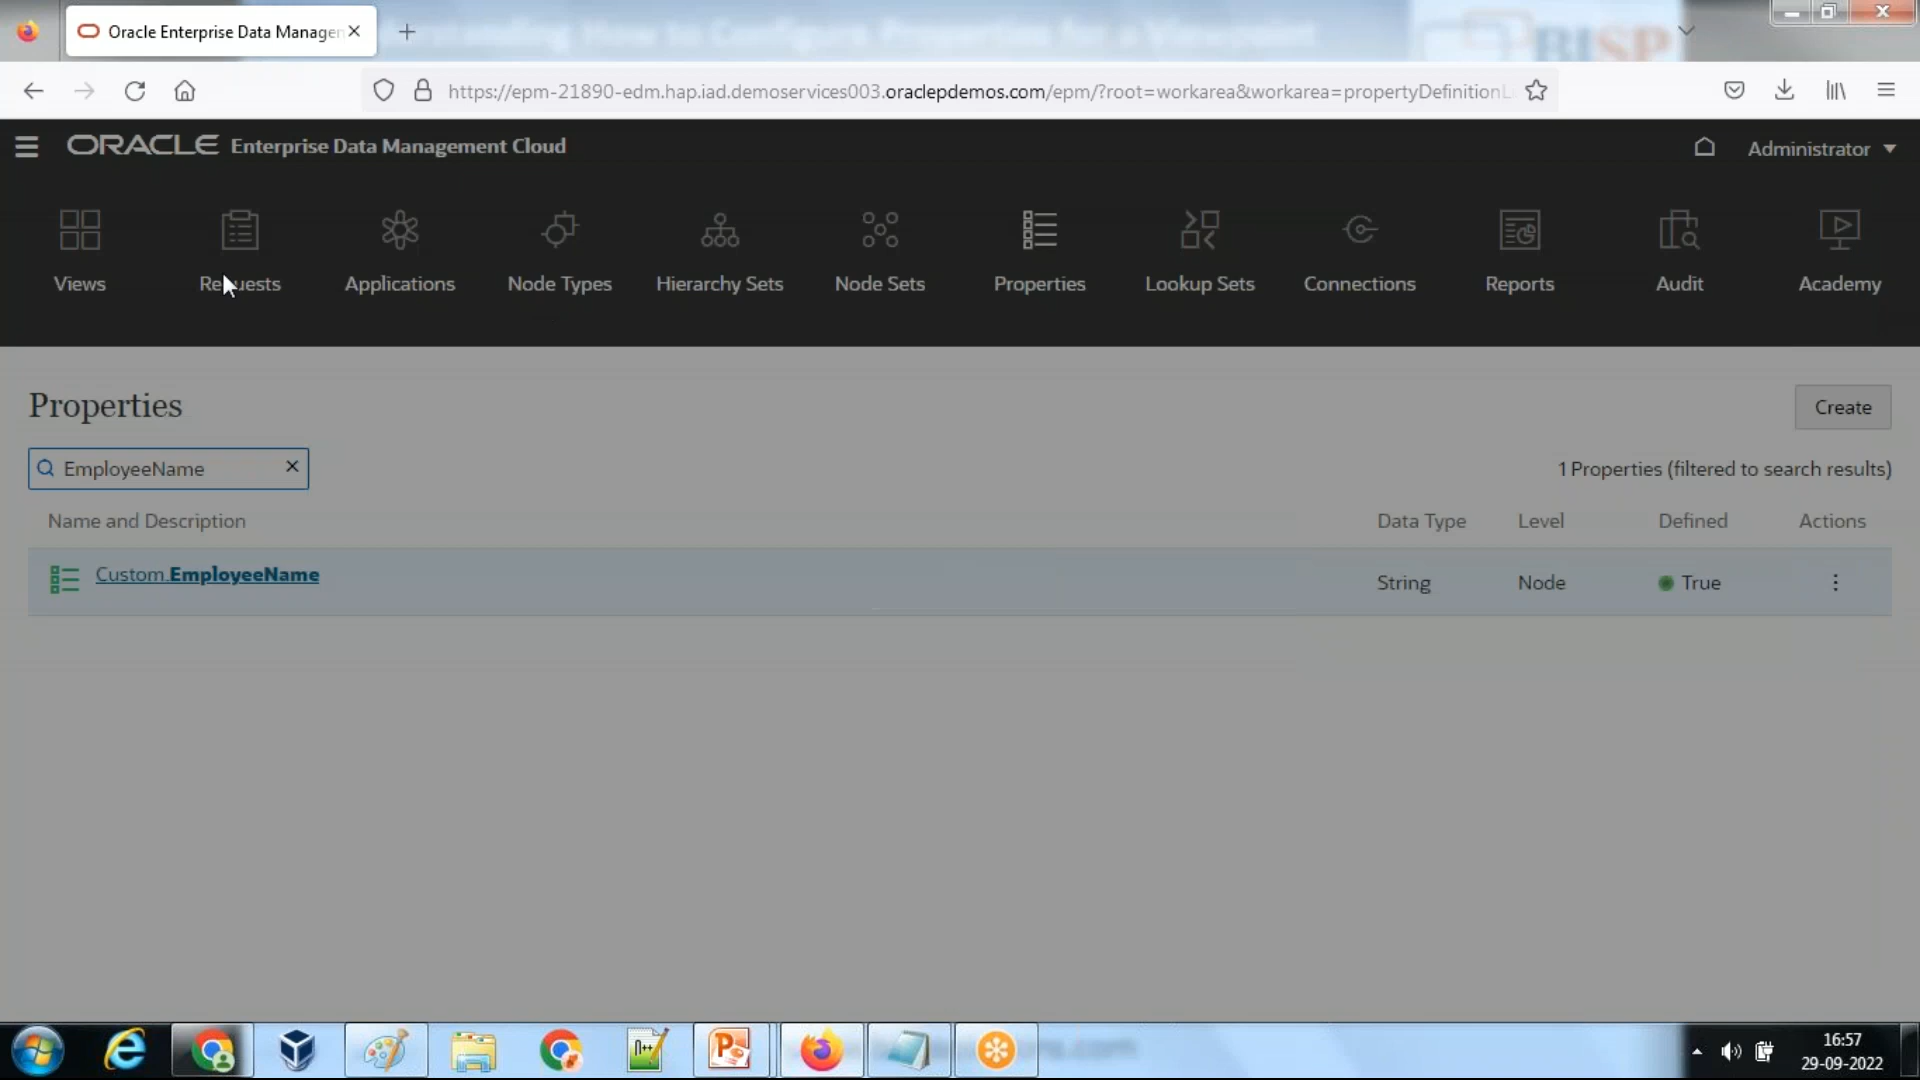 Oracle Enterprise Data Managen
BISP
https://epm-21890-edm.hap.iad.demoservices003.oraclepdemos.com/epm/?root=workarea&workarea=propertyDefinitionL
ORACLE Enterprise Data Management Cloud
Administrator
Views
Requests
Applications
Node Types
Hierarchy Sets
Node Sets
Properties
Lookup Sets
Connections
Reports
Audit
Academy
Properties
Create
EmployeeName
1 Properties (filtered to search results)
Name and Description
Data Type
Level
Defined
Actions
Custom.EmployeeName
String
Node
True
16:57
29-09-2022